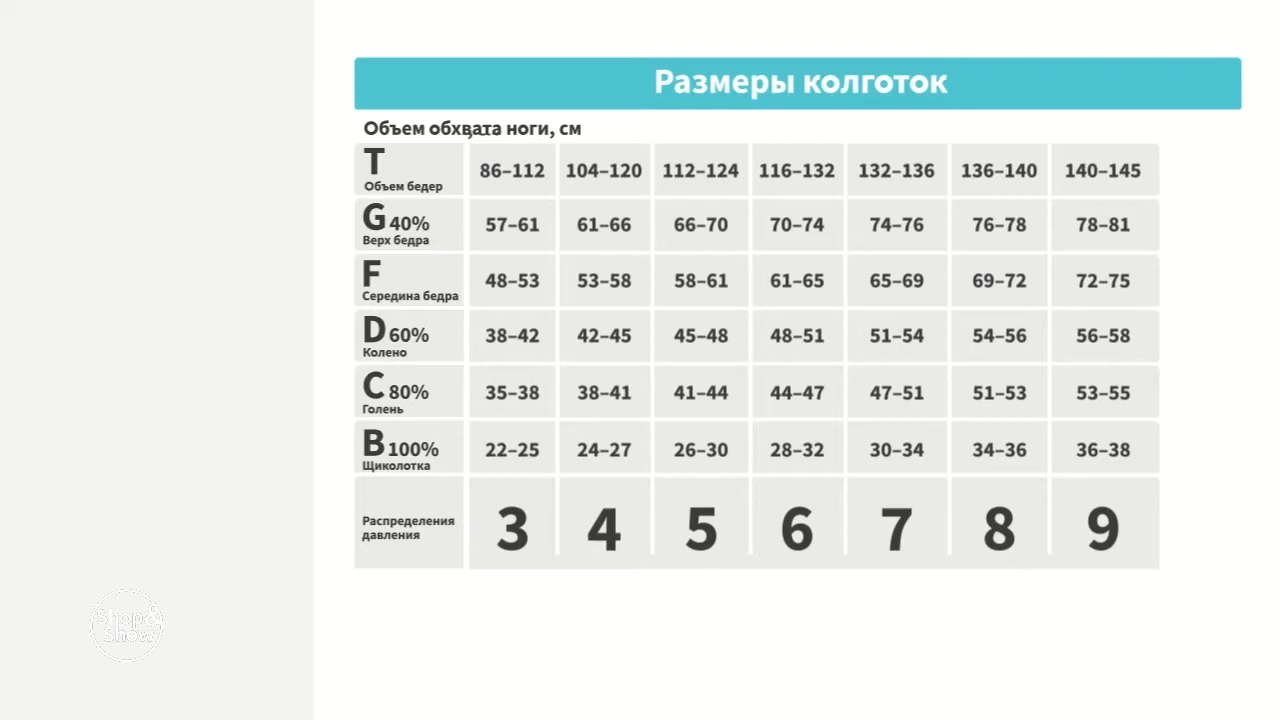 Размеры колготок
Объем обхвата ноги, см
T 86–112 104–120 112–124 116–132 132–136 136–140 140–145
Объем бедер
G 40% 57–61 61–66 66–70 70–74 74–76 76–78 78–81
Верх бедра
F 48–53 53–58 58–61 61–65 65–69 69–72 72–75
Середина бедра
D 60% 38–42 42–45 45–48 48–51 51–54 54–56 56–58
Колено
C 80% 35–38 38–41 41–44 44–47 47–51 51–53 53–55
Голень
B 100% 22–25 24–27 26–30 28–32 30–34 34–36 36–38
Щиколотка
Распределения
давления
3 4 5 6 7 8 9
Shop&
Show